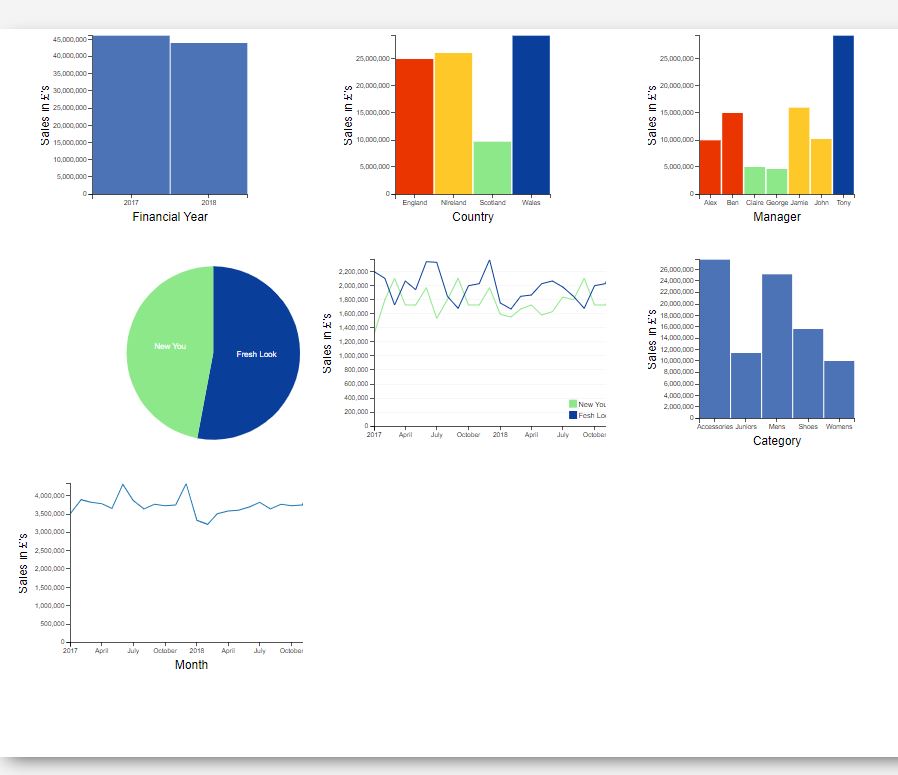 45,000,000
40,000,000
35,000,000
30,000,000
25,000,000
20,000,000
15,000,000
10,000,000
5,000,000
0
Sales in £'s
2017 2018
Financial Year
25,000,000
20,000,000
15,000,000
10,000,000
5,000,000
0
Sales in £'s
England NIreland Scotland Wales
Country
25,000,000
20,000,000
15,000,000
10,000,000
5,000,000
0
Sales in £'s
Alex Ben Claire George Jamie John Tony
Manager
New You
Fresh Look
2,200,000
2,000,000
1,800,000
1,600,000
1,400,000
1,200,000
1,000,000
800,000
600,000
400,000
200,000
0
Sales in £'s
New You
Fesh Loo
2017 April July October 2018 April July October
26,000,000
24,000,000
22,000,000
20,000,000
18,000,000
16,000,000
14,000,000
12,000,000
10,000,000
8,000,000
6,000,000
4,000,000
2,000,000
0
Sales in £'s
Accessories Juniors Mens Shoes Womens
Category
4,000,000
3,500,000
3,000,000
2,500,000
2,000,000
1,500,000
1,000,000
500,000
0
Sales in £'s
2017 April July October 2018 April July October
Month